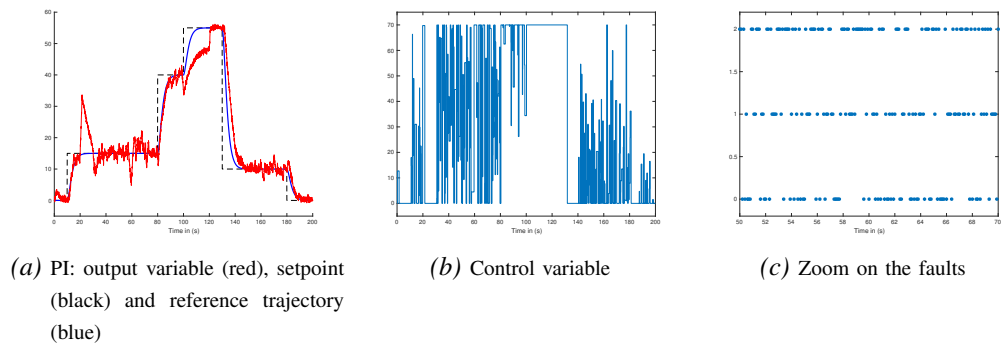 60
50
40
30
20
10
0
0 20 40 60 80 100 120 140 160 180 200
Time in (s)
70
60
50
40
30
20
10
0
0 20 40 60 80 100 120 140 160 180 200
Time in (s)
2
1.5
1
0.5
0
50 52 54 56 58 60 62 64 66 68 70
Time in (s)
(a) PI: output variable (red), setpoint
(black) and reference trajectory
(blue)
(b) Control variable
(c) Zoom on the faults